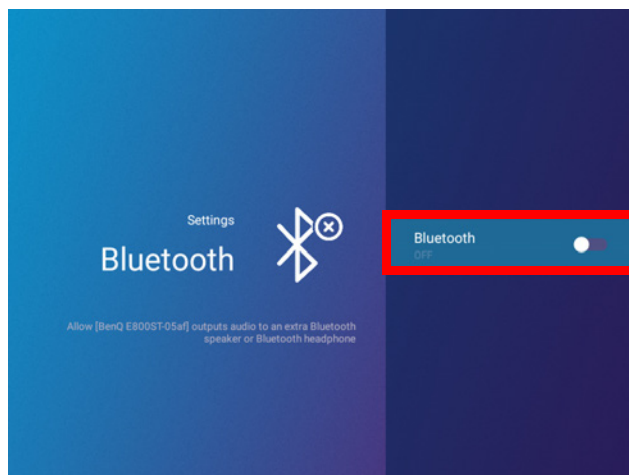 Settings
Bluetooth
Allow [BenQ E800ST-05af] outputs audio to an extra Bluetooth
speaker or Bluetooth headphone
Bluetooth
OFF